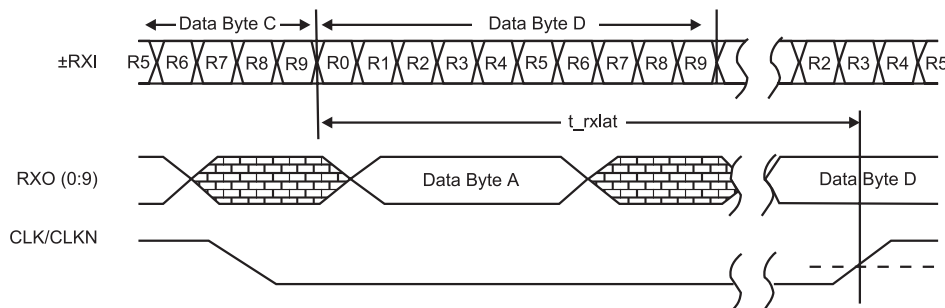 Data Byte C Data Byte D
±RXI R5 R6 R7 R8 R9 R0 R1 R2 R3 R4 R5 R6 R7 R8 R9 R2 R3 R4 R5
t_rxlat
RXO (0:9) Data Byte A Data Byte D
CLK/CLKN